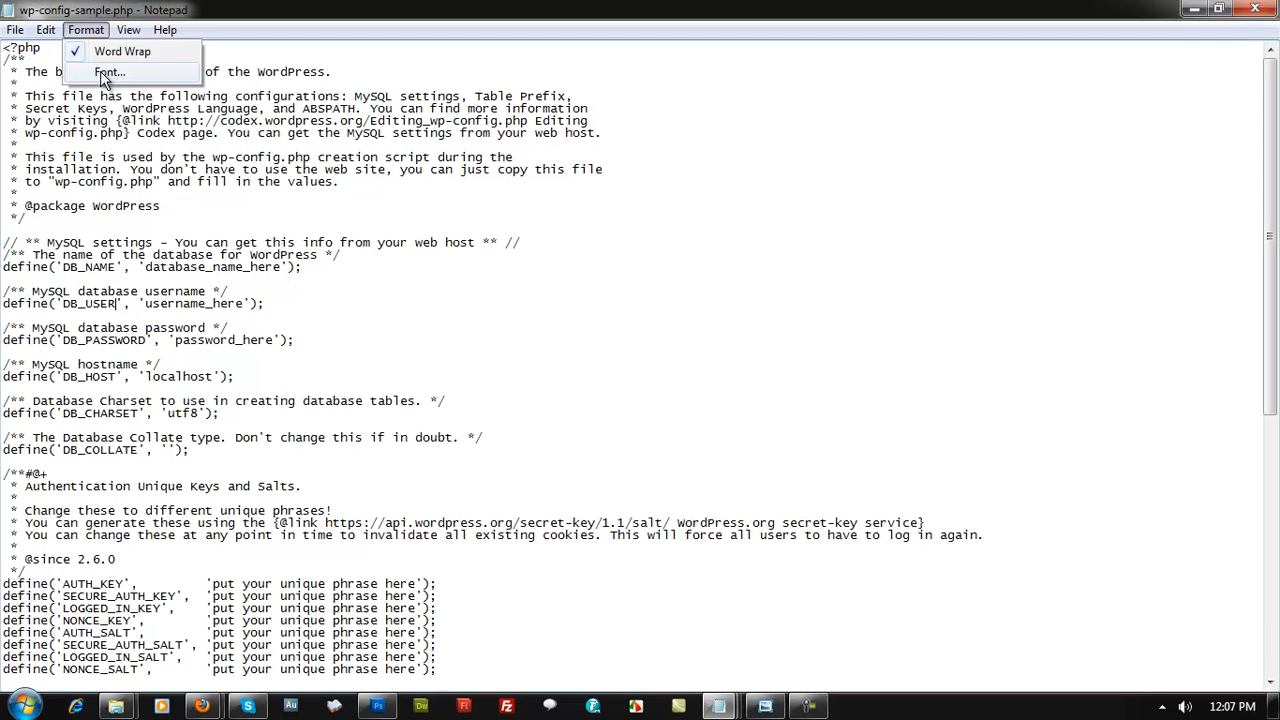 wp-config-sample.php - Notepad
File Edit Format View Help
Word Wrap
Font...
<?php
/**
* The b of the WordPress.
*
* This file has the following configurations: MySQL settings, Table Prefix,
* Secret Keys, WordPress Language, and ABSPATH. You can find more information
* by visiting {@link http://codex.wordpress.org/Editing_wp-config.php Editing
* wp-config.php} Codex page. You can get the MySQL settings from your web host.
*
* This file is used by the wp-config.php creation script during the
* installation. You don't have to use the web site, you can just copy this file
* to "wp-config.php" and fill in the values.
*
* @package WordPress
*/
// ** MySQL settings - You can get this info from your web host ** //
/** The name of the database for WordPress */
define('DB_NAME', 'database_name_here');
/** MySQL database username */
define('DB_USER', 'username_here');
/** MySQL database password */
define('DB_PASSWORD', 'password_here');
/** MySQL hostname */
define('DB_HOST', 'localhost');
/** Database Charset to use in creating database tables. */
define('DB_CHARSET', 'utf8');
/** The Database Collate type. Don't change this if in doubt. */
define('DB_COLLATE', '');
/**#@+
* Authentication Unique Keys and Salts.
*
* Change these to different unique phrases!
* You can generate these using the {@link https://api.wordpress.org/secret-key/1.1/salt/ WordPress.org secret-key service}
* You can change these at any point in time to invalidate all existing cookies. This will force all users to have to log in again.
*
* @since 2.6.0
*/
define('AUTH_KEY', 'put your unique phrase here');
define('SECURE_AUTH_KEY', 'put your unique phrase here');
define('LOGGED_IN_KEY', 'put your unique phrase here');
define('NONCE_KEY', 'put your unique phrase here');
define('AUTH_SALT', 'put your unique phrase here');
define('SECURE_AUTH_SALT', 'put your unique phrase here');
define('LOGGED_IN_SALT', 'put your unique phrase here');
define('NONCE_SALT', 'put your unique phrase here');
Au Ps Dw Fl Fz
12:07 PM